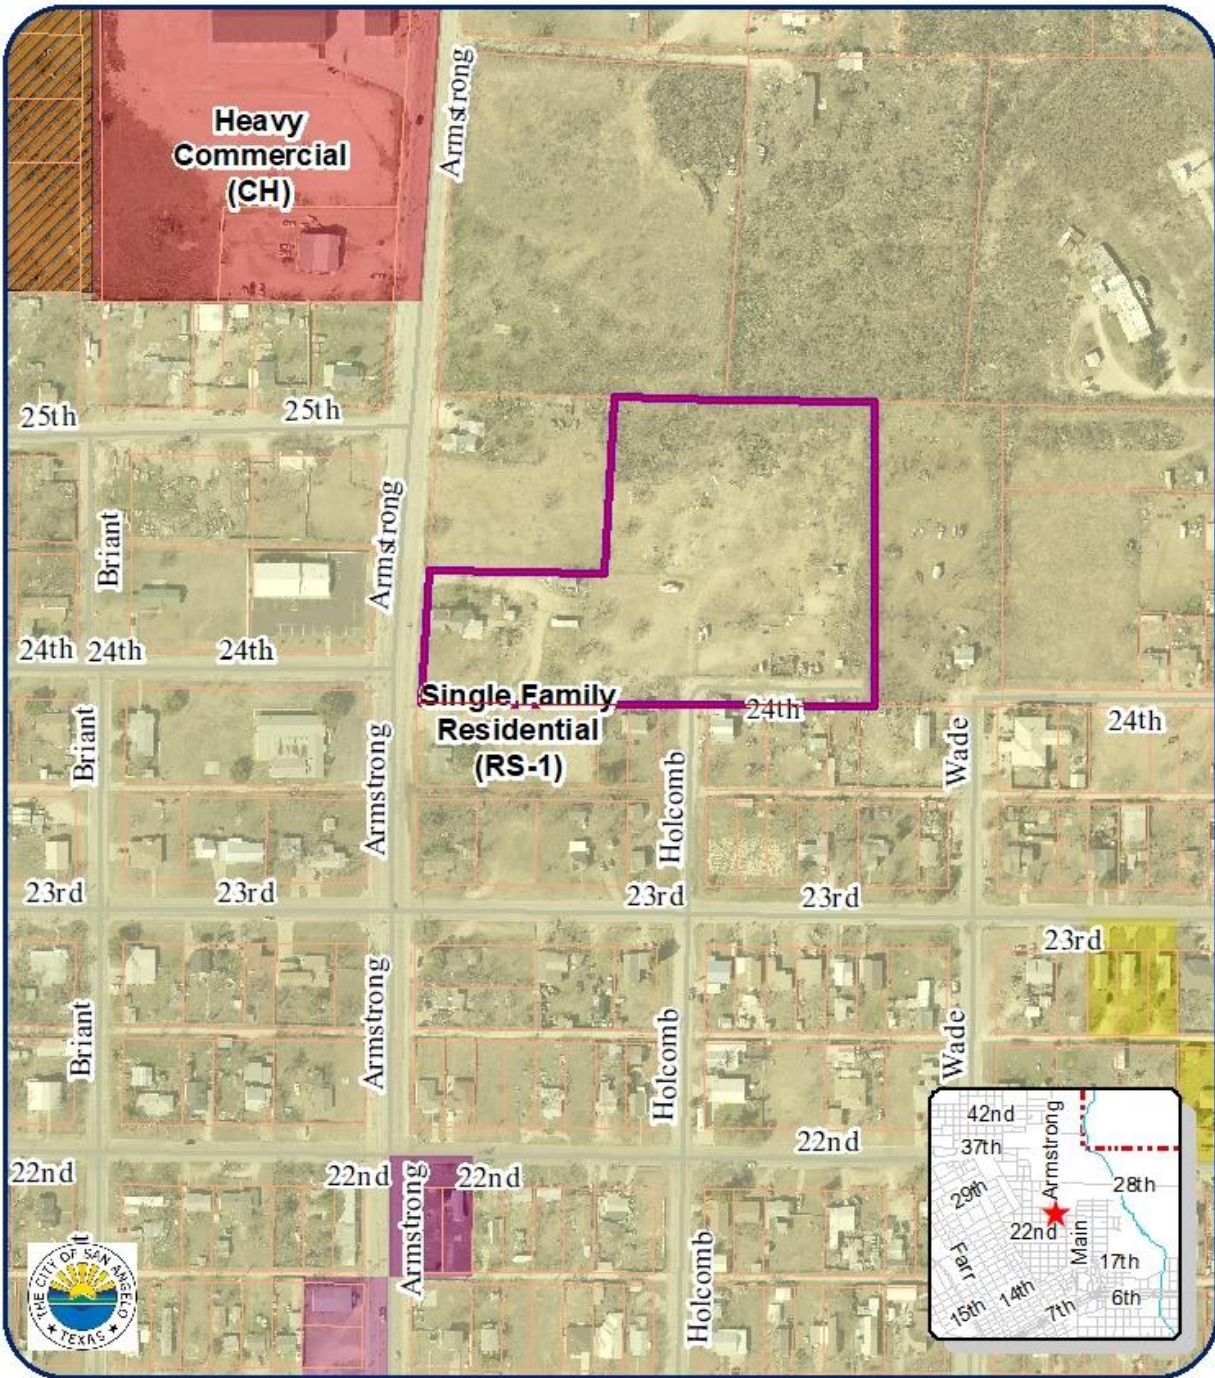 Armstrong
Heavy
Commercial
(CH)
25th
25th
Armstrong
Briant
24th
24th
24th
Single Family
Residential
(RS-1)
24th
24th
Briant
Armstrong
Holcomb
Wade
23rd
23rd
23rd
23rd
23rd
Briant
Armstrong
Holcomb
Wade
22nd
22nd
22nd
22nd
Armstrong
Holcomb
THE CITY OF SAN ANGELO
TEXAS
42nd
Armstrong
37th
29th
28th
22nd
Main
Farr
17th
14th
15th
7th
6th